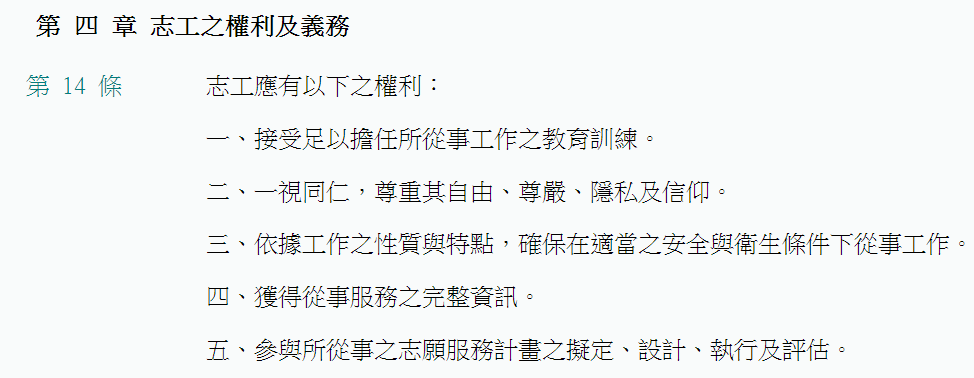 第 四 章 志工之權利及義務
第 14 條 志工應有以下之權利：
一、接受足以擔任所從事工作之教育訓練。
二、一視同仁，尊重其自由、尊嚴、隱私及信仰。
三、依據工作之性質與特點，確保在適當之安全與衛生條件下從事工作。
四、獲得從事服務之完整資訊。
五、參與所從事之志願服務計畫之擬定、設計、執行及評估。